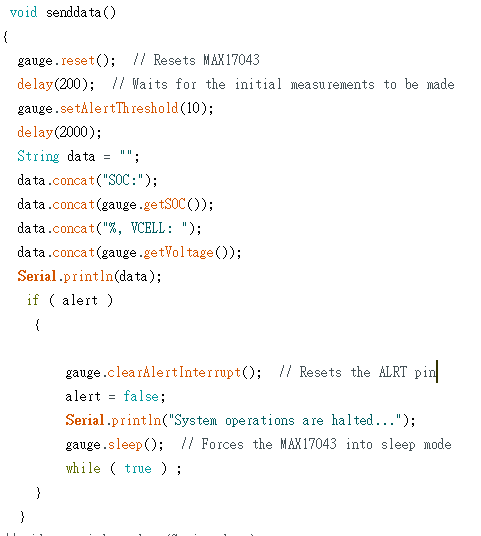 void senddata()
{
gauge.reset();  // Resets MAX17043
delay(200);  // Waits for the initial measurements to be made
gauge.setAlertThreshold(10);
delay(2000);
String data = "";
data.concat("SOC:");
data.concat(gauge.getSOC());
data.concat("%, VCELL: ");
data.concat(gauge.getVoltage());
Serial.println(data);
if ( alert )
{
gauge.clearAlertInterrupt();  // Resets the ALRT pin
alert = false;
Serial.println("System operations are halted...");
gauge.sleep();  // Forces the MAX17043 into sleep mode
while ( true ) ;
}
}